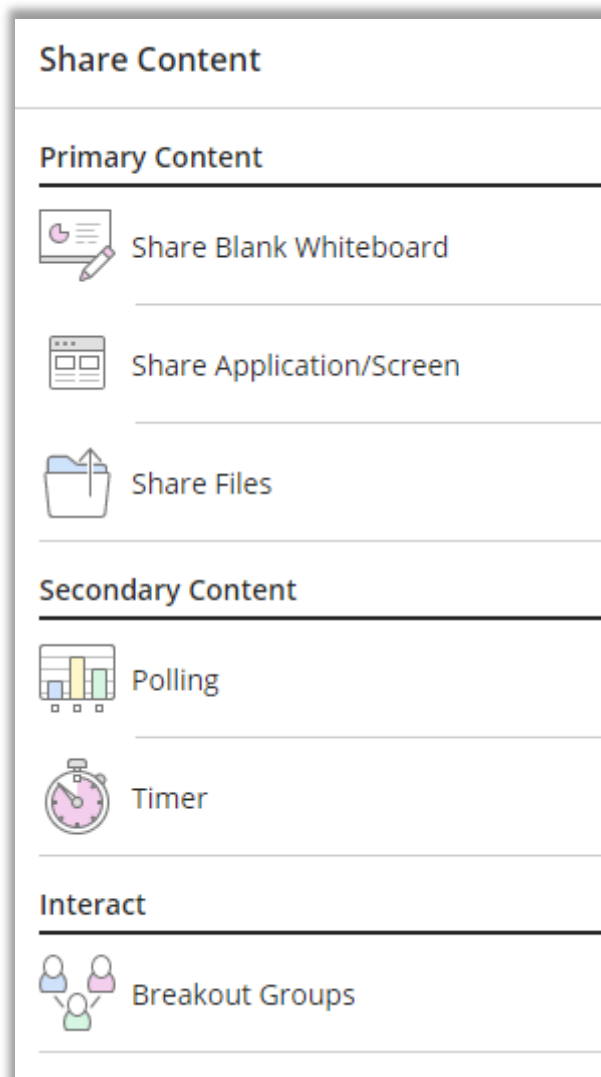 Share Content
Primary Content
Share Blank Whiteboard
Share Application/Screen
Share Files
Secondary Content
Polling
Timer
Interact
Breakout Groups